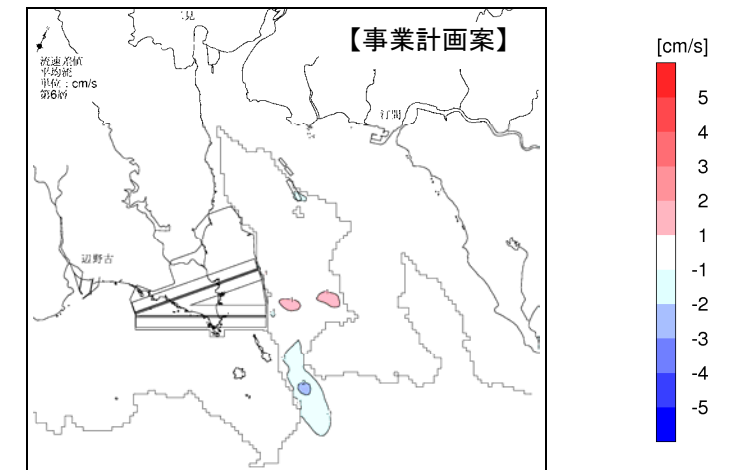 【事業計画案】
流速差値
平均流
単位：cm/s
第6層
汀間
辺野古
[cm/s]
5
4
3
2
1
-1
-2
-3
-4
-5